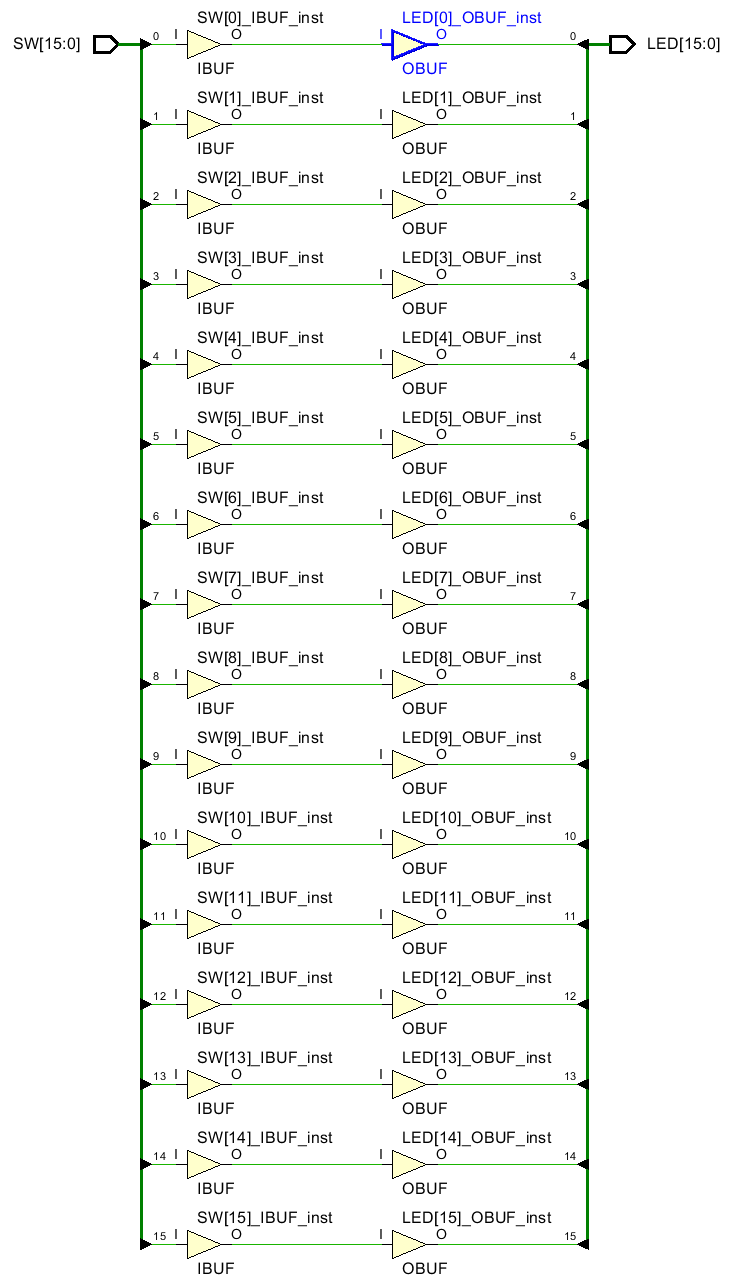 SW[0]_IBUF_inst LED[0]_OBUF_inst
SW[15:0] 0 I O I O 0 LED[15:0]
IBUF OBUF
SW[1]_IBUF_inst LED[1]_OBUF_inst
1 I O I O 1
IBUF OBUF
SW[2]_IBUF_inst LED[2]_OBUF_inst
2 I O I O 2
IBUF OBUF
SW[3]_IBUF_inst LED[3]_OBUF_inst
3 I O I O 3
IBUF OBUF
SW[4]_IBUF_inst LED[4]_OBUF_inst
4 I O I O 4
IBUF OBUF
SW[5]_IBUF_inst LED[5]_OBUF_inst
5 I O I O 5
IBUF OBUF
SW[6]_IBUF_inst LED[6]_OBUF_inst
6 I O I O 6
IBUF OBUF
SW[7]_IBUF_inst LED[7]_OBUF_inst
7 I O I O 7
IBUF OBUF
SW[8]_IBUF_inst LED[8]_OBUF_inst
8 I O I O 8
IBUF OBUF
SW[9]_IBUF_inst LED[9]_OBUF_inst
9 I O I O 9
IBUF OBUF
SW[10]_IBUF_inst LED[10]_OBUF_inst
10 I O I O 10
IBUF OBUF
SW[11]_IBUF_inst LED[11]_OBUF_inst
11 I O I O 11
IBUF OBUF
SW[12]_IBUF_inst LED[12]_OBUF_inst
12 I O I O 12
IBUF OBUF
SW[13]_IBUF_inst LED[13]_OBUF_inst
13 I O I O 13
IBUF OBUF
SW[14]_IBUF_inst LED[14]_OBUF_inst
14 I O I O 14
IBUF OBUF
SW[15]_IBUF_inst LED[15]_OBUF_inst
15 I O I O 15
IBUF OBUF